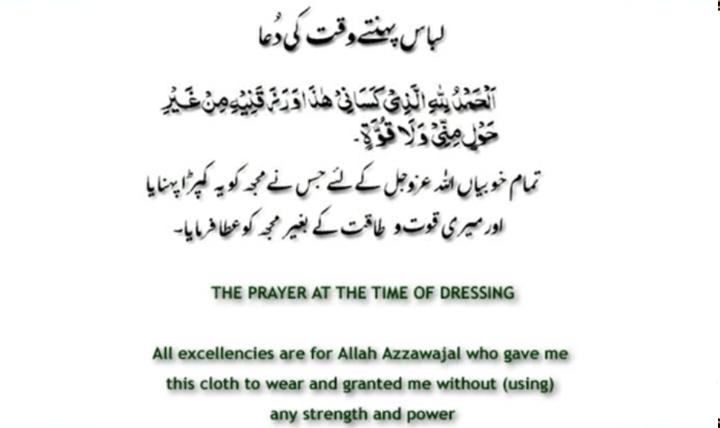 لباس پہنتے وقت کی دُعا
اَلْحَمْدُ لِلّٰهِ الَّذِیْ کَسَانِیْ هٰذَا وَرَزَقَنِیْهِ مِنْ غَیْرِ
حَوْلٍ مِنِّیْ وَلَا قُوَّةٍ۔
تمام خوبیاں اللہ عزوجل کے لئے جس نے مجھ کو یہ کپڑا پہنایا
اور میری قوت و طاقت کے بغیر مجھ کو عطا فرمایا۔
THE PRAYER AT THE TIME OF DRESSING
All excellencies are for Allah Azzawajal who gave me
this cloth to wear and granted me without (using)
any strength and power